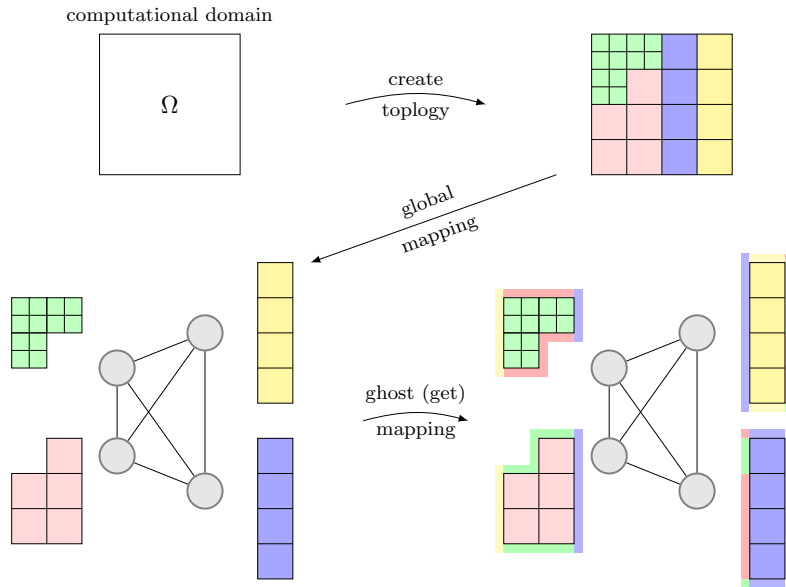 computational domain
Ω
create
toplogy
global
mapping
ghost (get)
mapping